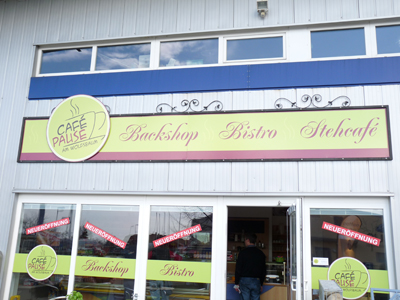 CAFÉ
PAUSE
Backshop Bistro Stehcafé
NEUERÖFFNUNG
NEUERÖFFNUNG
NEUERÖFFNUNG
NEUERÖFFNUNG
CAFÉ
PAUSE
Backshop
Bistro
CAFÉ
PAUSE